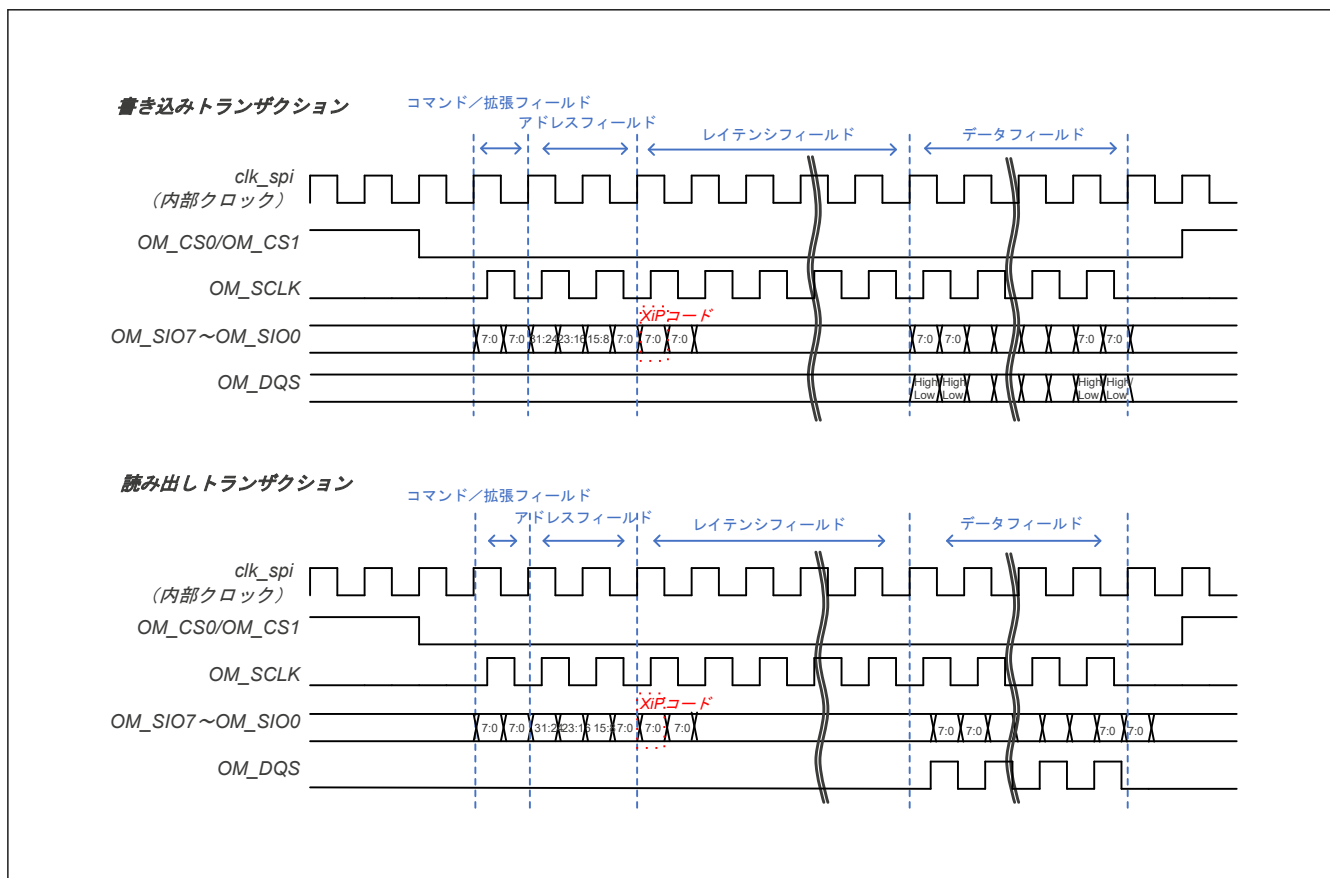 書き込みトランザクション
コマンド／拡張フィールド
アドレスフィールド
レイテンシフィールド
データフィールド
clk_spi
（内部クロック）
OM_CS0/OM_CS1
OM_SCLK
XiPコード
OM_SIO7～OM_SIO0
7:0 7:0 31:24 23:16 15:8 7:0 7:0 7:0 7:0 7:0 7:0 7:0
OM_DQS
High High High High
Low Low Low Low
読み出しトランザクション
コマンド／拡張フィールド
アドレスフィールド
レイテンシフィールド
データフィールド
clk_spi
（内部クロック）
OM_CS0/OM_CS1
OM_SCLK
XiPコード
OM_SIO7～OM_SIO0
7:0 7:0 31:24 23:16 15:8 7:0 7:0 7:0 7:0 7:0 7:0 7:0
OM_DQS